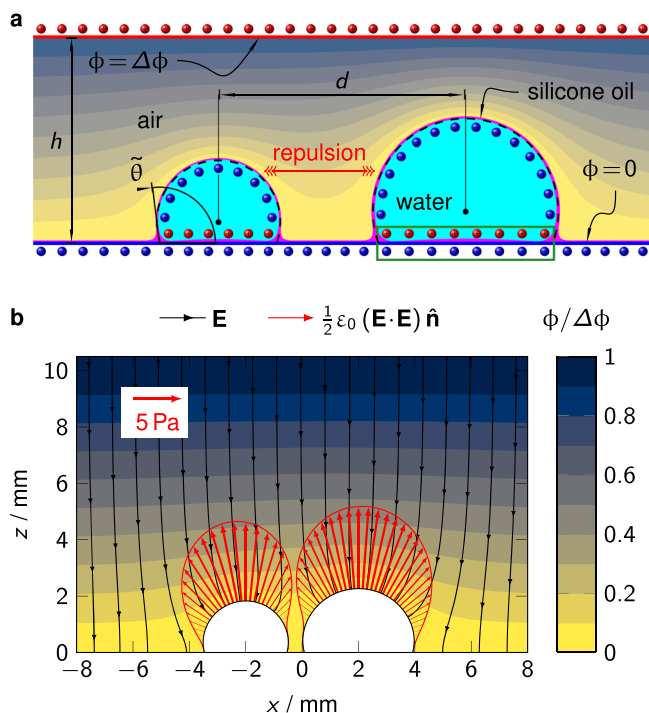 a
ϕ=Δϕ
d
silicone oil
h
air
θ̃
repulsion
ϕ=0
water
b
E
½ε₀ (E·E) n̂
ϕ/Δϕ
5 Pa
z / mm
10
8
6
4
2
0
−8 −6 −4 −2 0 2 4 6 8
x / mm
1
0.8
0.6
0.4
0.2
0